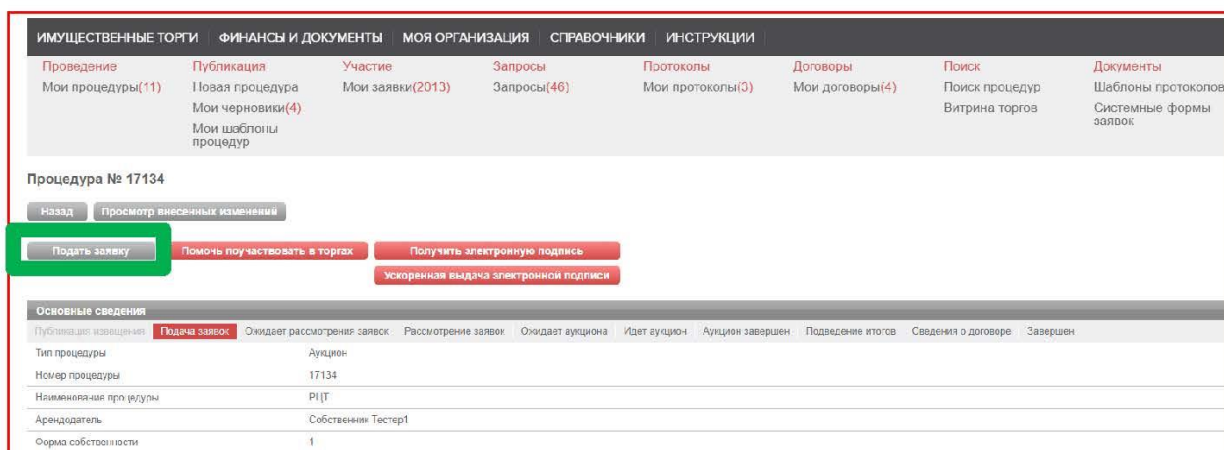 ИМУЩЕСТВЕННЫЕ ТОРГИ ФИНАНСЫ И ДОКУМЕНТЫ МОЯ ОРГАНИЗАЦИЯ СПРАВОЧНИКИ ИНСТРУКЦИИ
Проведение Публикация Участие Запросы Протоколы Договоры Поиск Документы
Мои процедуры(11) Новая процедура Мои заявки(2013) Запросы(46) Мои протоколы(3) Мои договоры(4) Поиск процедур Шаблоны протоколов
Мои черновики(4) Витрина торгов Системные формы
Мои шаблоны заявок
процедур
Процедура № 17134
Назад Просмотр внесенных изменений
Подать заявку Помочь поучаствовать в торгах Получить электронную подпись
Ускоренная выдача электронной подписи
Основные сведения
Публикация извещения Подача заявок Ожидает рассмотрения заявок Рассмотрение заявок Ожидает аукциона Идет аукцион Аукцион завершен Подведение итогов Сведения о договоре Завершен
Тип процедуры Аукцион
Номер процедуры 17134
Наименование процедуры РЦТ
Арендодатель Собственник Тестер1
Форма собственности 1